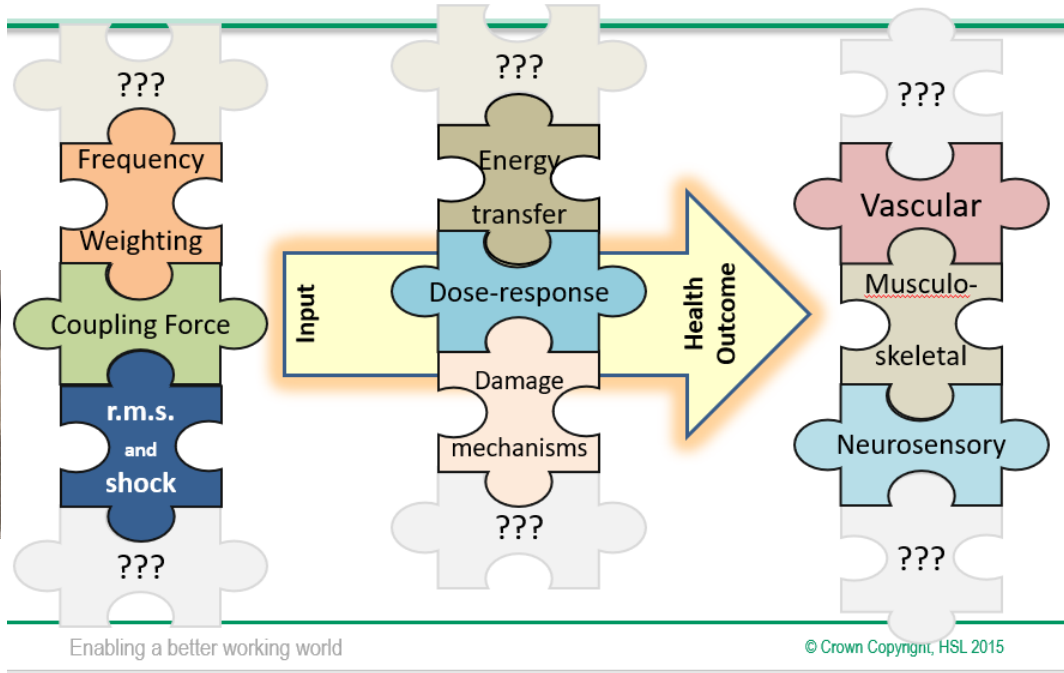 ???
Frequency
Weighting
Coupling Force
r.m.s.
and
shock
???
Input
???
Energy
transfer
Dose-response
Damage
mechanisms
???
Health
Outcome
???
Vascular
Musculo-
skeletal
Neurosensory
???
Enabling a better working world
© Crown Copyright, HSL 2015